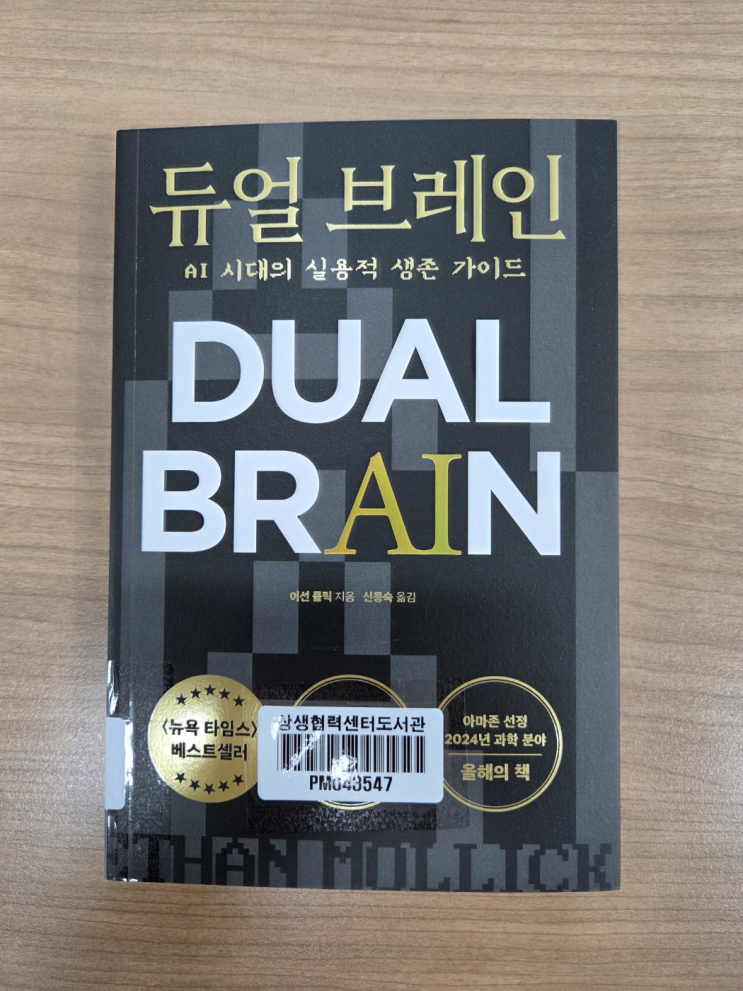 듀얼 브레인
AI 시대의 실용적 생존 가이드
DUAL
BRAIN
이선 몰릭 지음 신동숙 옮김
〈뉴욕 타임스〉
베스트셀러
상생협력센터도서관
PM043547
아마존 선정
2024년 과학 분야
올해의 책
ETHAN MOLLICK